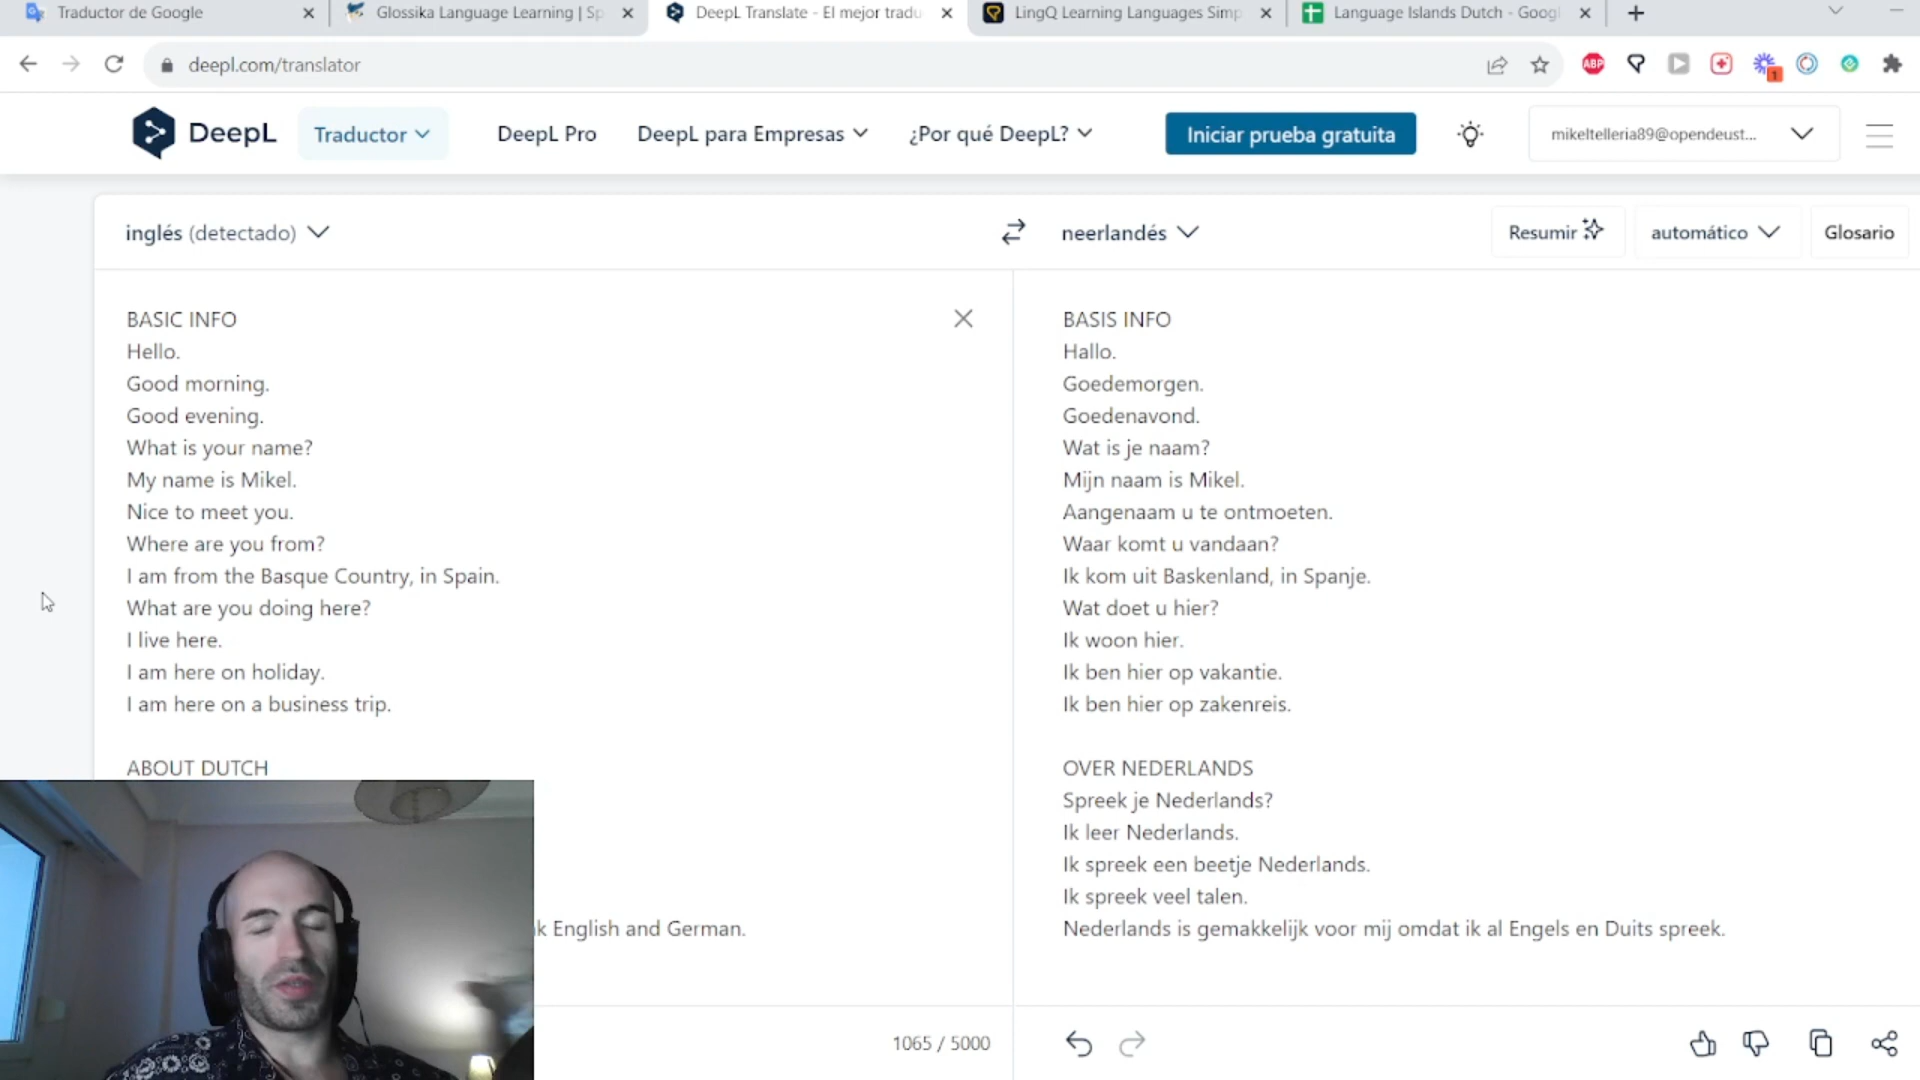 Traductor de Google
Glossika Language Learning | Sp
DeepL Translate - El mejor tradu
LingQ Learning Languages Simp
Language Islands Dutch - Googl
deepl.com/translator
ABP
1
DeepL
Traductor
DeepL Pro
DeepL para Empresas
¿Por qué DeepL?
Iniciar prueba gratuita
mikeltelleria89@opendeust...
inglés (detectado)
neerlandés
Resumir
automático
Glosario
BASIC INFO
Hello.
Good morning.
Good evening.
What is your name?
My name is Mikel.
Nice to meet you.
Where are you from?
I am from the Basque Country, in Spain.
What are you doing here?
I live here.
I am here on holiday.
I am here on a business trip.
ABOUT DUTCH
k English and German.
1065 / 5000
BASIS INFO
Hallo.
Goedemorgen.
Goedenavond.
Wat is je naam?
Mijn naam is Mikel.
Aangenaam u te ontmoeten.
Waar komt u vandaan?
Ik kom uit Baskenland, in Spanje.
Wat doet u hier?
Ik woon hier.
Ik ben hier op vakantie.
Ik ben hier op zakenreis.
OVER NEDERLANDS
Spreek je Nederlands?
Ik leer Nederlands.
Ik spreek een beetje Nederlands.
Ik spreek veel talen.
Nederlands is gemakkelijk voor mij omdat ik al Engels en Duits spreek.